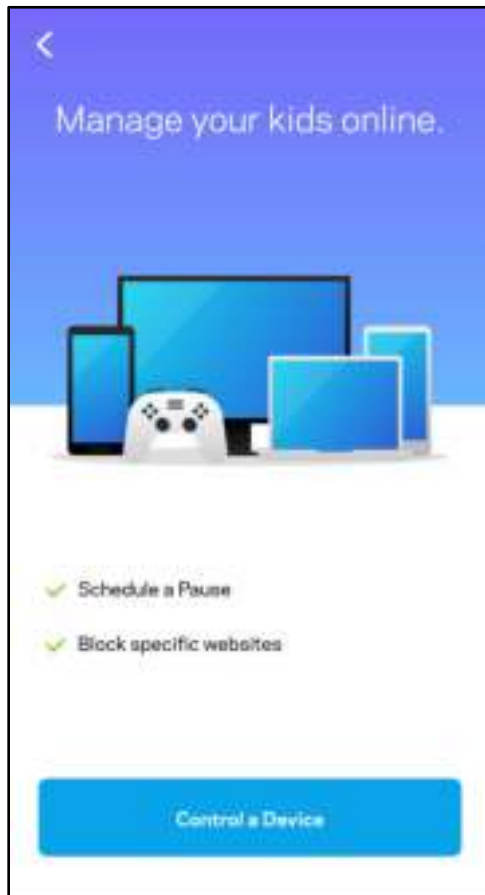 Manage your kids online.
Schedule a Pause
Block specific websites
Control a Device